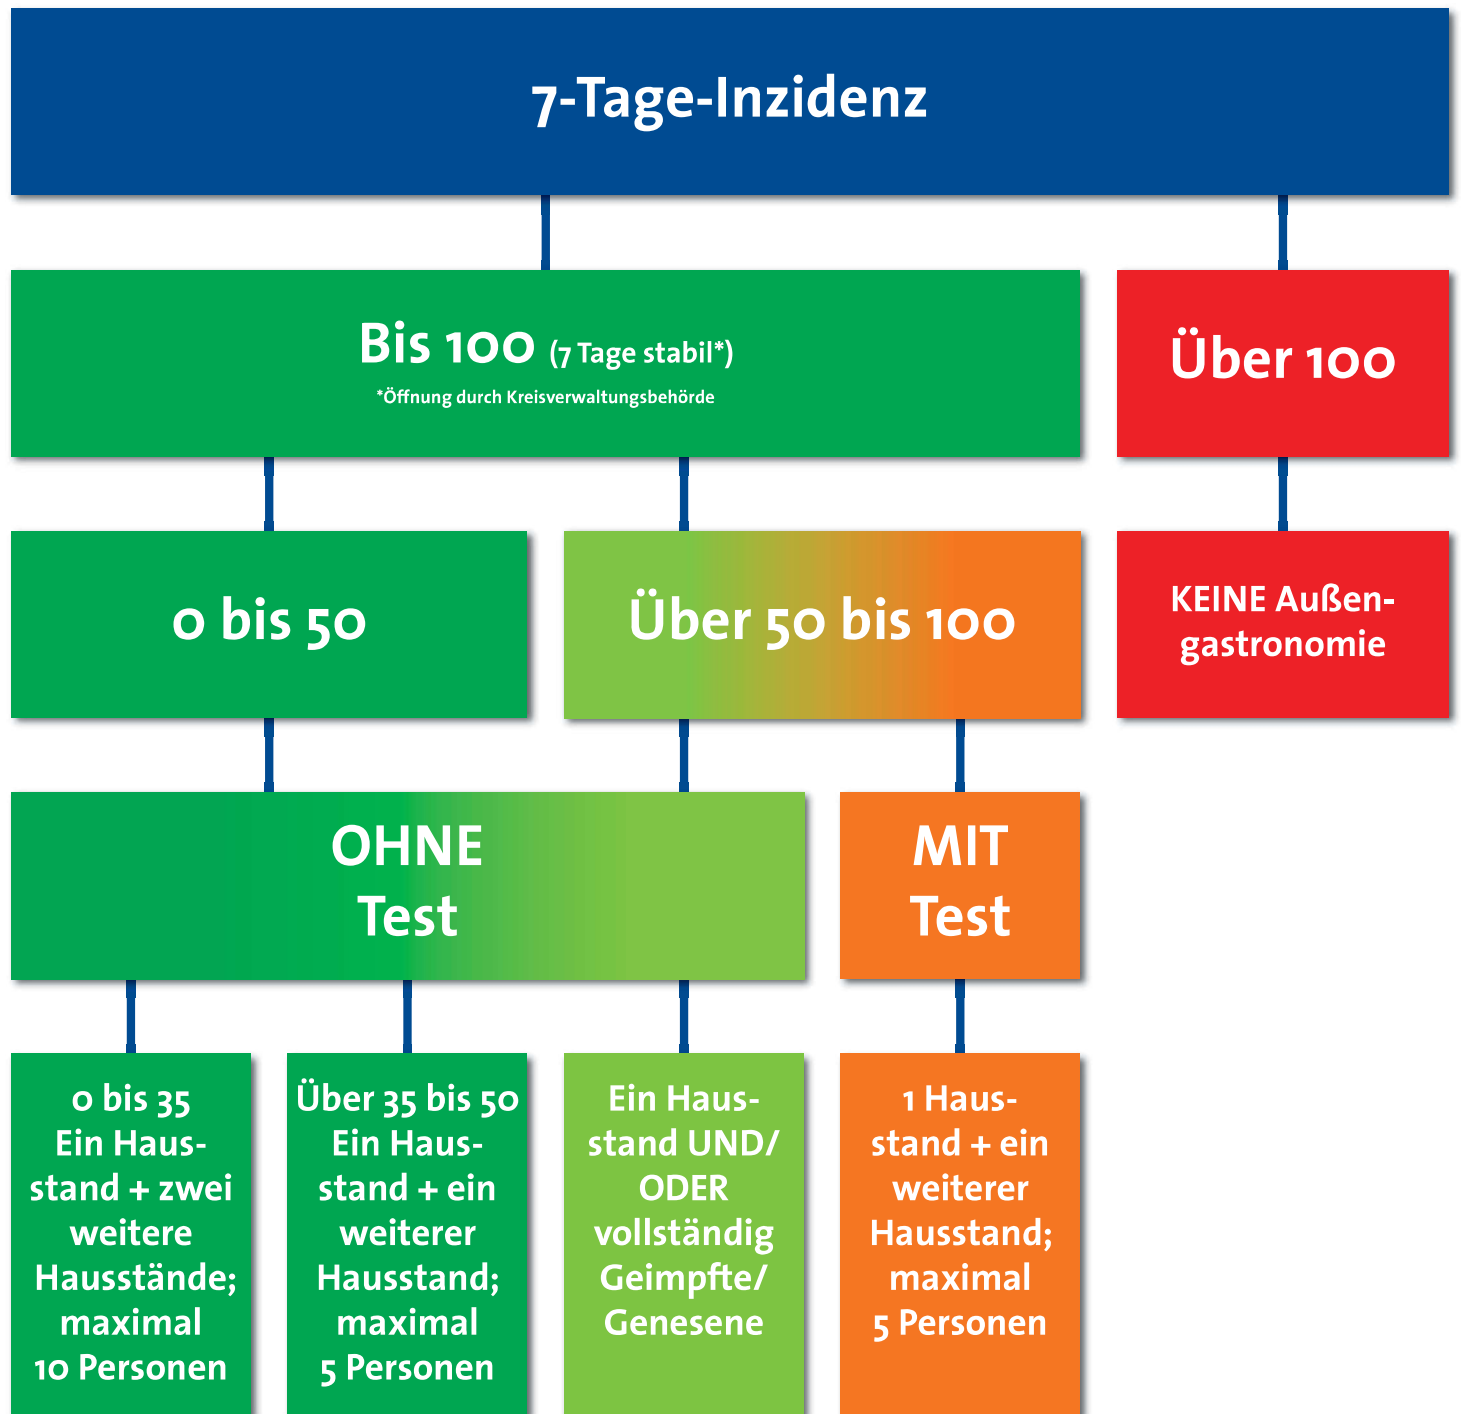 7-Tage-Inzidenz
Bis 100 (7 Tage stabil*)
*Öffnung durch Kreisverwaltungsbehörde
Über 100
0 bis 50
Über 50 bis 100
KEINE Außen-
gastronomie
OHNE
Test
MIT
Test
0 bis 35
Ein Haus-
stand + zwei
weitere
Hausstände;
maximal
10 Personen
Über 35 bis 50
Ein Haus-
stand + ein
weiterer
Hausstand;
maximal
5 Personen
Ein Haus-
stand UND/
ODER
vollständig
Geimpfte/
Genesene
1 Haus-
stand + ein
weiterer
Hausstand;
maximal
5 Personen